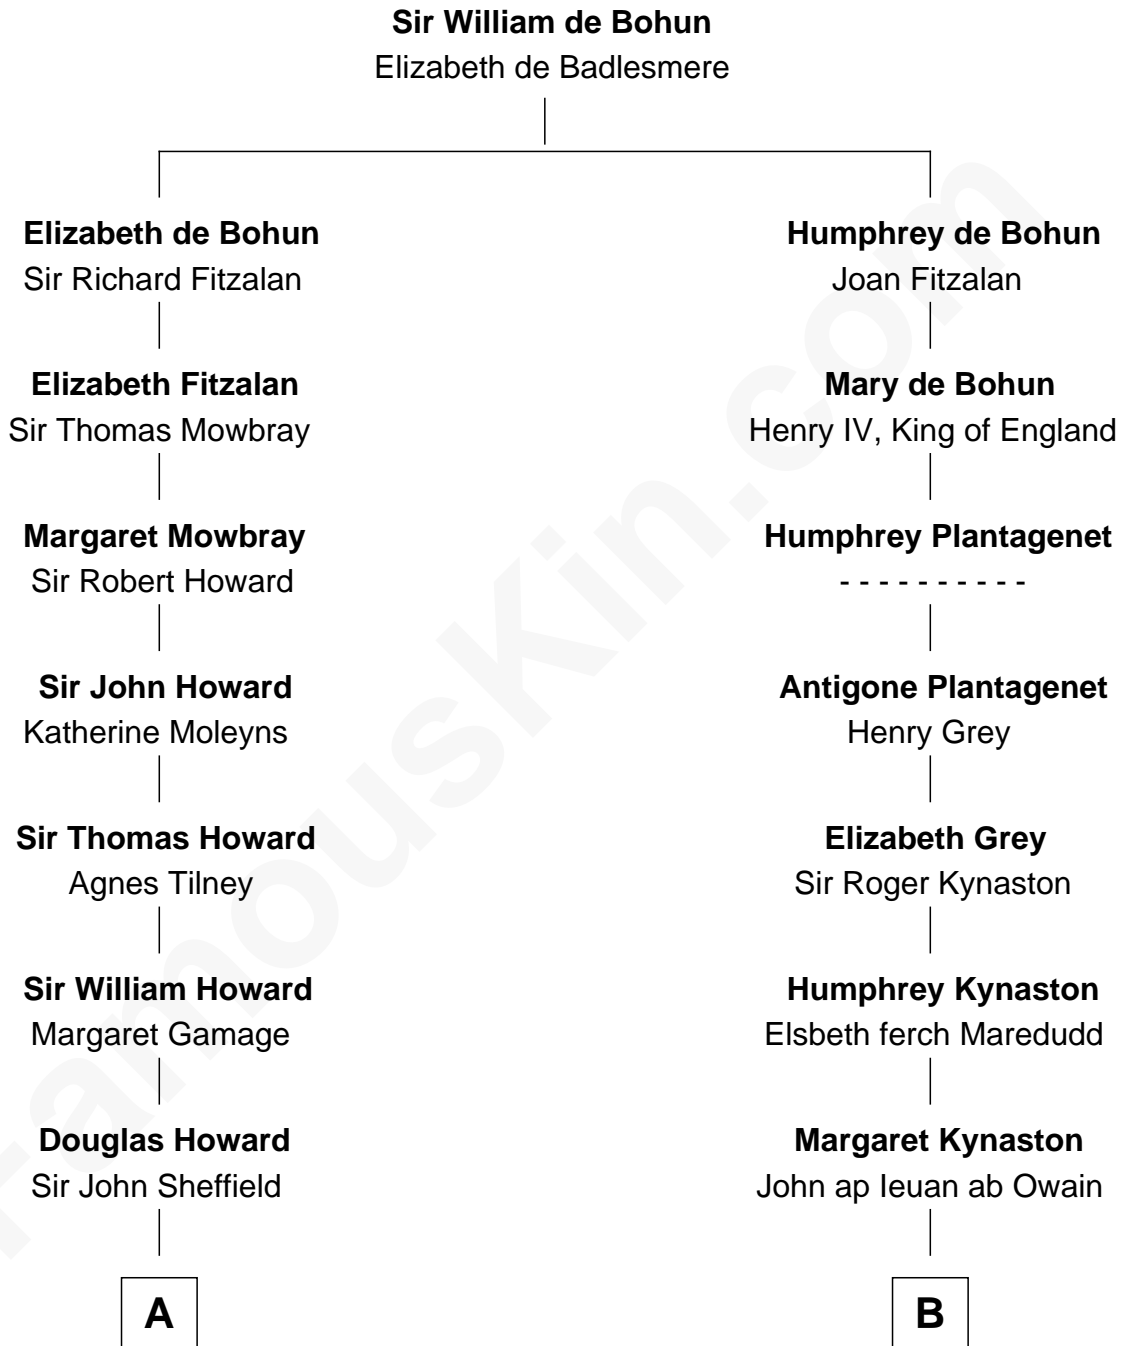 Sir William de Bohun
Elizabeth de Badlesmere
Elizabeth de Bohun
Sir Richard Fitzalan
Humphrey de Bohun
Joan Fitzalan
Elizabeth Fitzalan
Sir Thomas Mowbray
Mary de Bohun
Henry IV, King of England
Margaret Mowbray
Sir Robert Howard
Humphrey Plantagenet
- - - - - - - - - -
Sir John Howard
Katherine Moleyns
Antigone Plantagenet
Henry Grey
Sir Thomas Howard
Agnes Tilney
Elizabeth Grey
Sir Roger Kynaston
Sir William Howard
Margaret Gamage
Humphrey Kynaston
Elsbeth ferch Maredudd
Douglas Howard
Sir John Sheffield
Margaret Kynaston
John ap Ieuan ab Owain
A
B
FamousKin.com